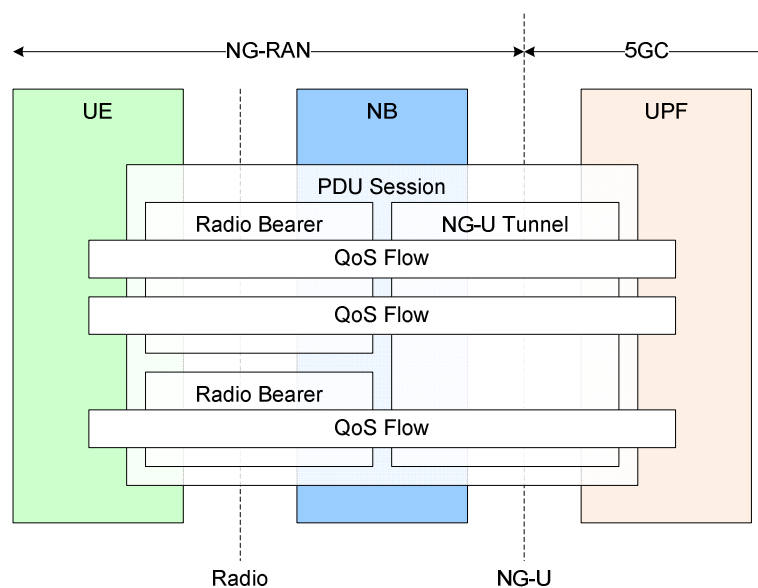 NG-RAN 5GC
UE NB UPF
PDU Session
Radio Bearer NG-U Tunnel
QoS Flow
QoS Flow
Radio Bearer
QoS Flow
Radio NG-U